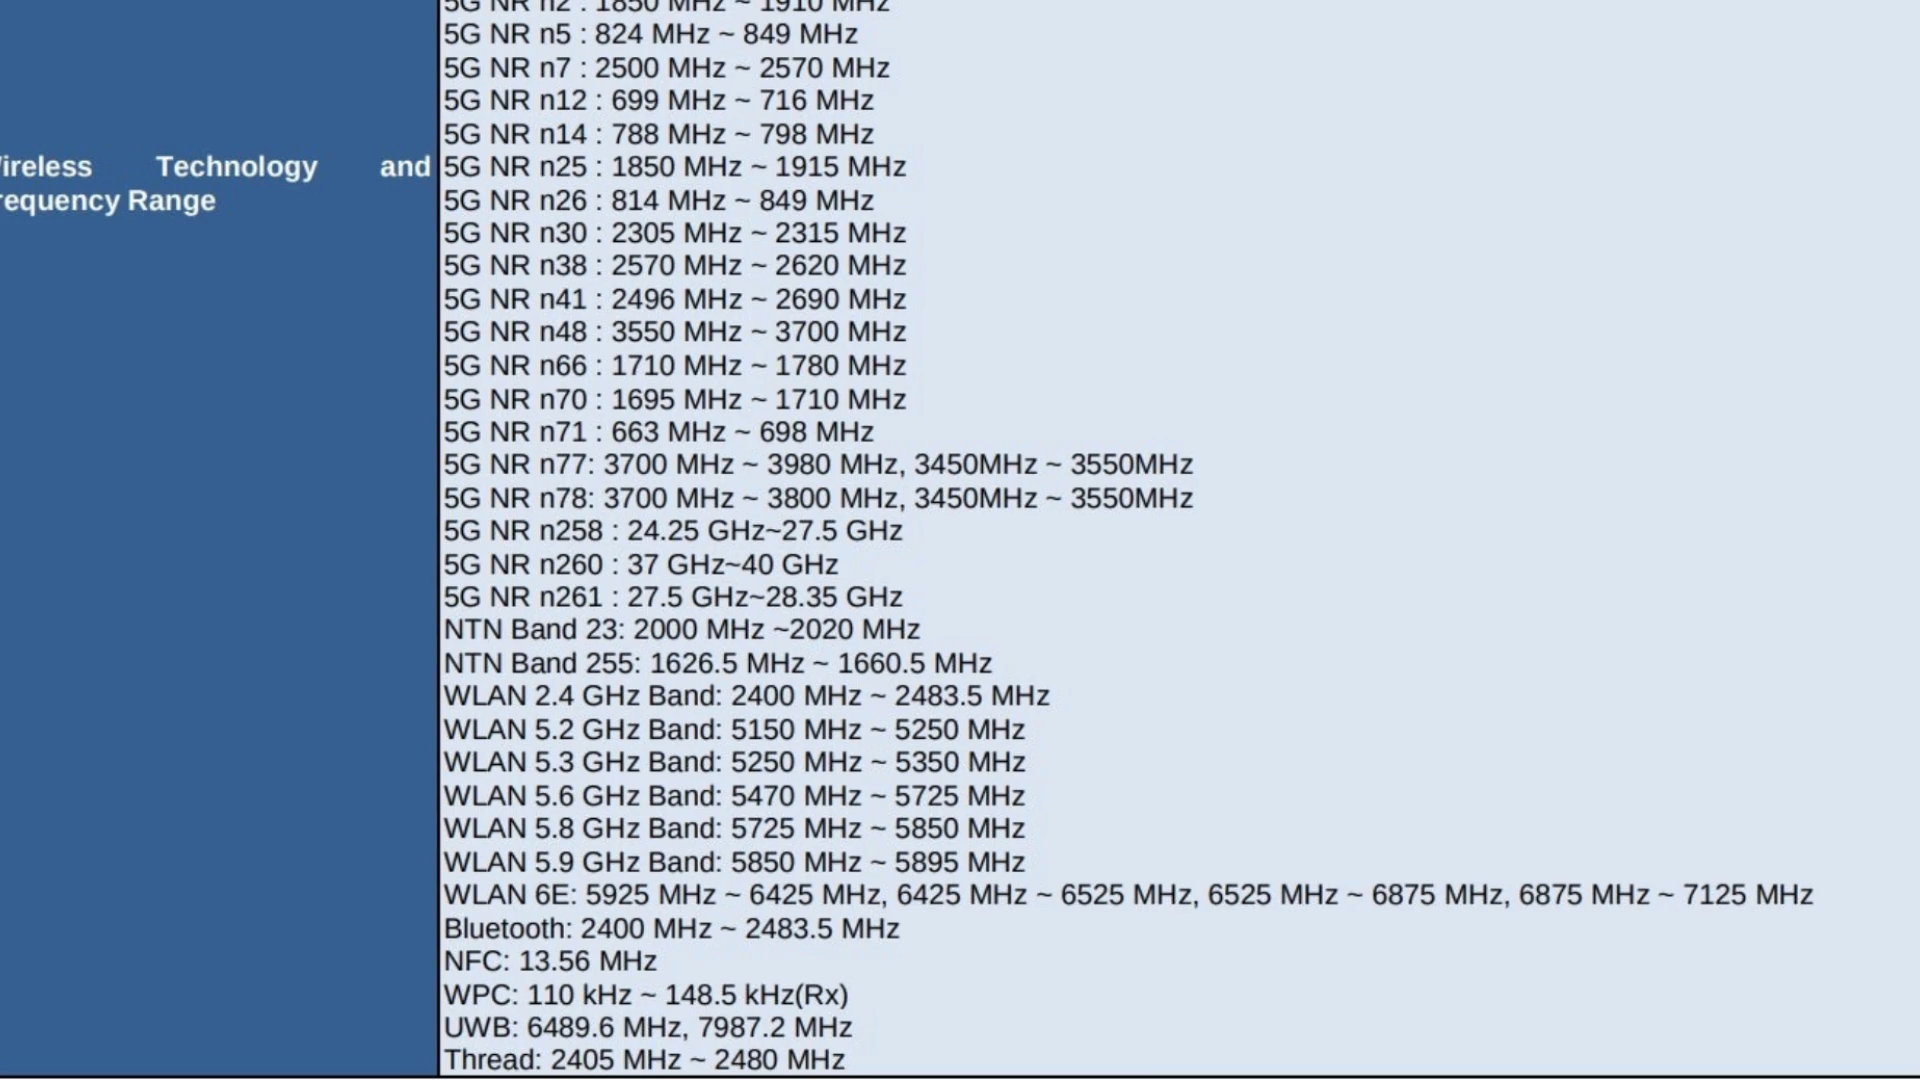 5G NR n2 : 1850 MHz ~ 1910 MHz
5G NR n5 : 824 MHz ~ 849 MHz
5G NR n7 : 2500 MHz ~ 2570 MHz
5G NR n12 : 699 MHz ~ 716 MHz
5G NR n14 : 788 MHz ~ 798 MHz
ireless Technology and
requency Range
5G NR n25 : 1850 MHz ~ 1915 MHz
5G NR n26 : 814 MHz ~ 849 MHz
5G NR n30 : 2305 MHz ~ 2315 MHz
5G NR n38 : 2570 MHz ~ 2620 MHz
5G NR n41 : 2496 MHz ~ 2690 MHz
5G NR n48 : 3550 MHz ~ 3700 MHz
5G NR n66 : 1710 MHz ~ 1780 MHz
5G NR n70 : 1695 MHz ~ 1710 MHz
5G NR n71 : 663 MHz ~ 698 MHz
5G NR n77: 3700 MHz ~ 3980 MHz, 3450MHz ~ 3550MHz
5G NR n78: 3700 MHz ~ 3800 MHz, 3450MHz ~ 3550MHz
5G NR n258 : 24.25 GHz~27.5 GHz
5G NR n260 : 37 GHz~40 GHz
5G NR n261 : 27.5 GHz~28.35 GHz
NTN Band 23: 2000 MHz ~2020 MHz
NTN Band 255: 1626.5 MHz ~ 1660.5 MHz
WLAN 2.4 GHz Band: 2400 MHz ~ 2483.5 MHz
WLAN 5.2 GHz Band: 5150 MHz ~ 5250 MHz
WLAN 5.3 GHz Band: 5250 MHz ~ 5350 MHz
WLAN 5.6 GHz Band: 5470 MHz ~ 5725 MHz
WLAN 5.8 GHz Band: 5725 MHz ~ 5850 MHz
WLAN 5.9 GHz Band: 5850 MHz ~ 5895 MHz
WLAN 6E: 5925 MHz ~ 6425 MHz, 6425 MHz ~ 6525 MHz, 6525 MHz ~ 6875 MHz, 6875 MHz ~ 7125 MHz
Bluetooth: 2400 MHz ~ 2483.5 MHz
NFC: 13.56 MHz
WPC: 110 kHz ~ 148.5 kHz(Rx)
UWB: 6489.6 MHz, 7987.2 MHz
Thread: 2405 MHz ~ 2480 MHz